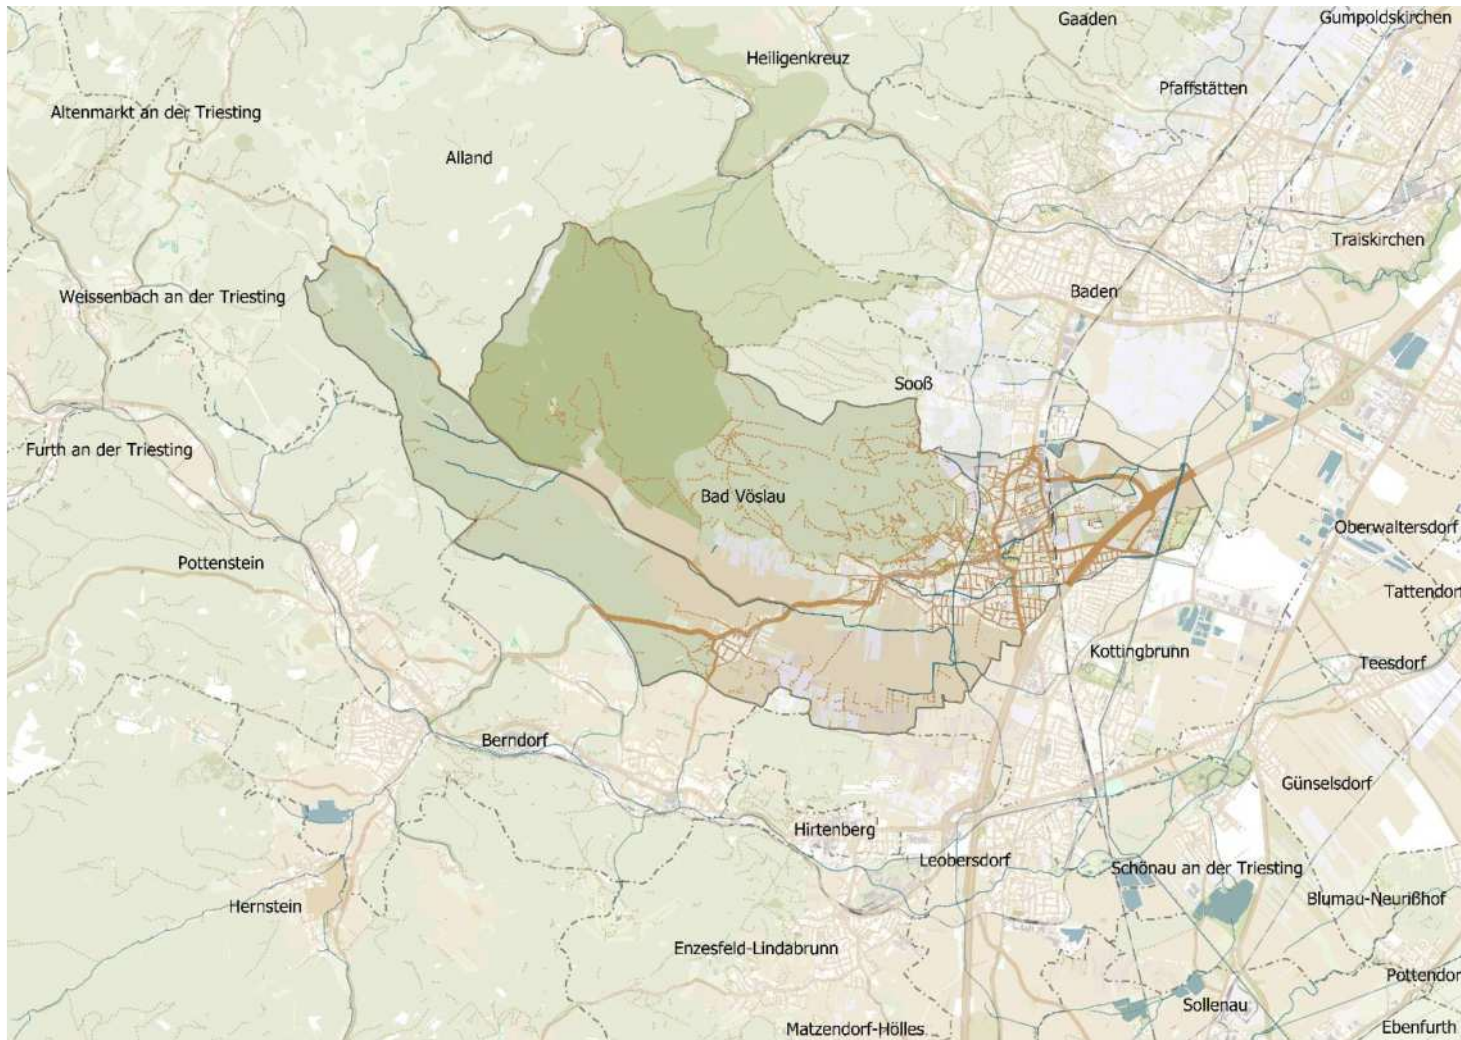 Gaaden
Gumpoldskirchen
Heiligenkreuz
Pfaffstätten
Altenmarkt an der Triesting
Alland
Traiskirchen
Weissenbach an der Triesting
Baden
Sooß
Furth an der Triesting
Bad Vöslau
Oberwaltersdorf
Pottenstein
Tattendorf
Kottingbrunn
Teesdorf
Berndorf
Günselsdorf
Hirtenberg
Leobersdorf
Schönau an der Triesting
Blumau-Neurißhof
Hernstein
Enzesfeld-Lindabrunn
Pottendor
Sollenau
Matzendorf-Hölles
Ebenfurth